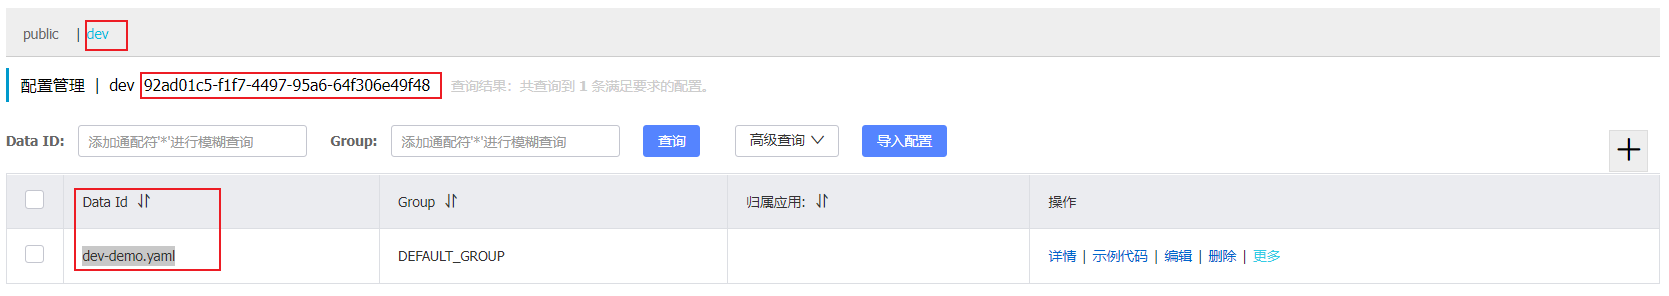 public | dev
配置管理 | dev 92ad01c5-f1f7-4497-95a6-64f306e49f48 查询结果：共查询到 1 条满足要求的配置。
Data ID: 添加通配符'*'进行模糊查询 Group: 添加通配符'*'进行模糊查询 查询 高级查询 导入配置
Data Id Group 归属应用: 操作
dev-demo.yaml DEFAULT_GROUP 详情 | 示例代码 | 编辑 | 删除 | 更多